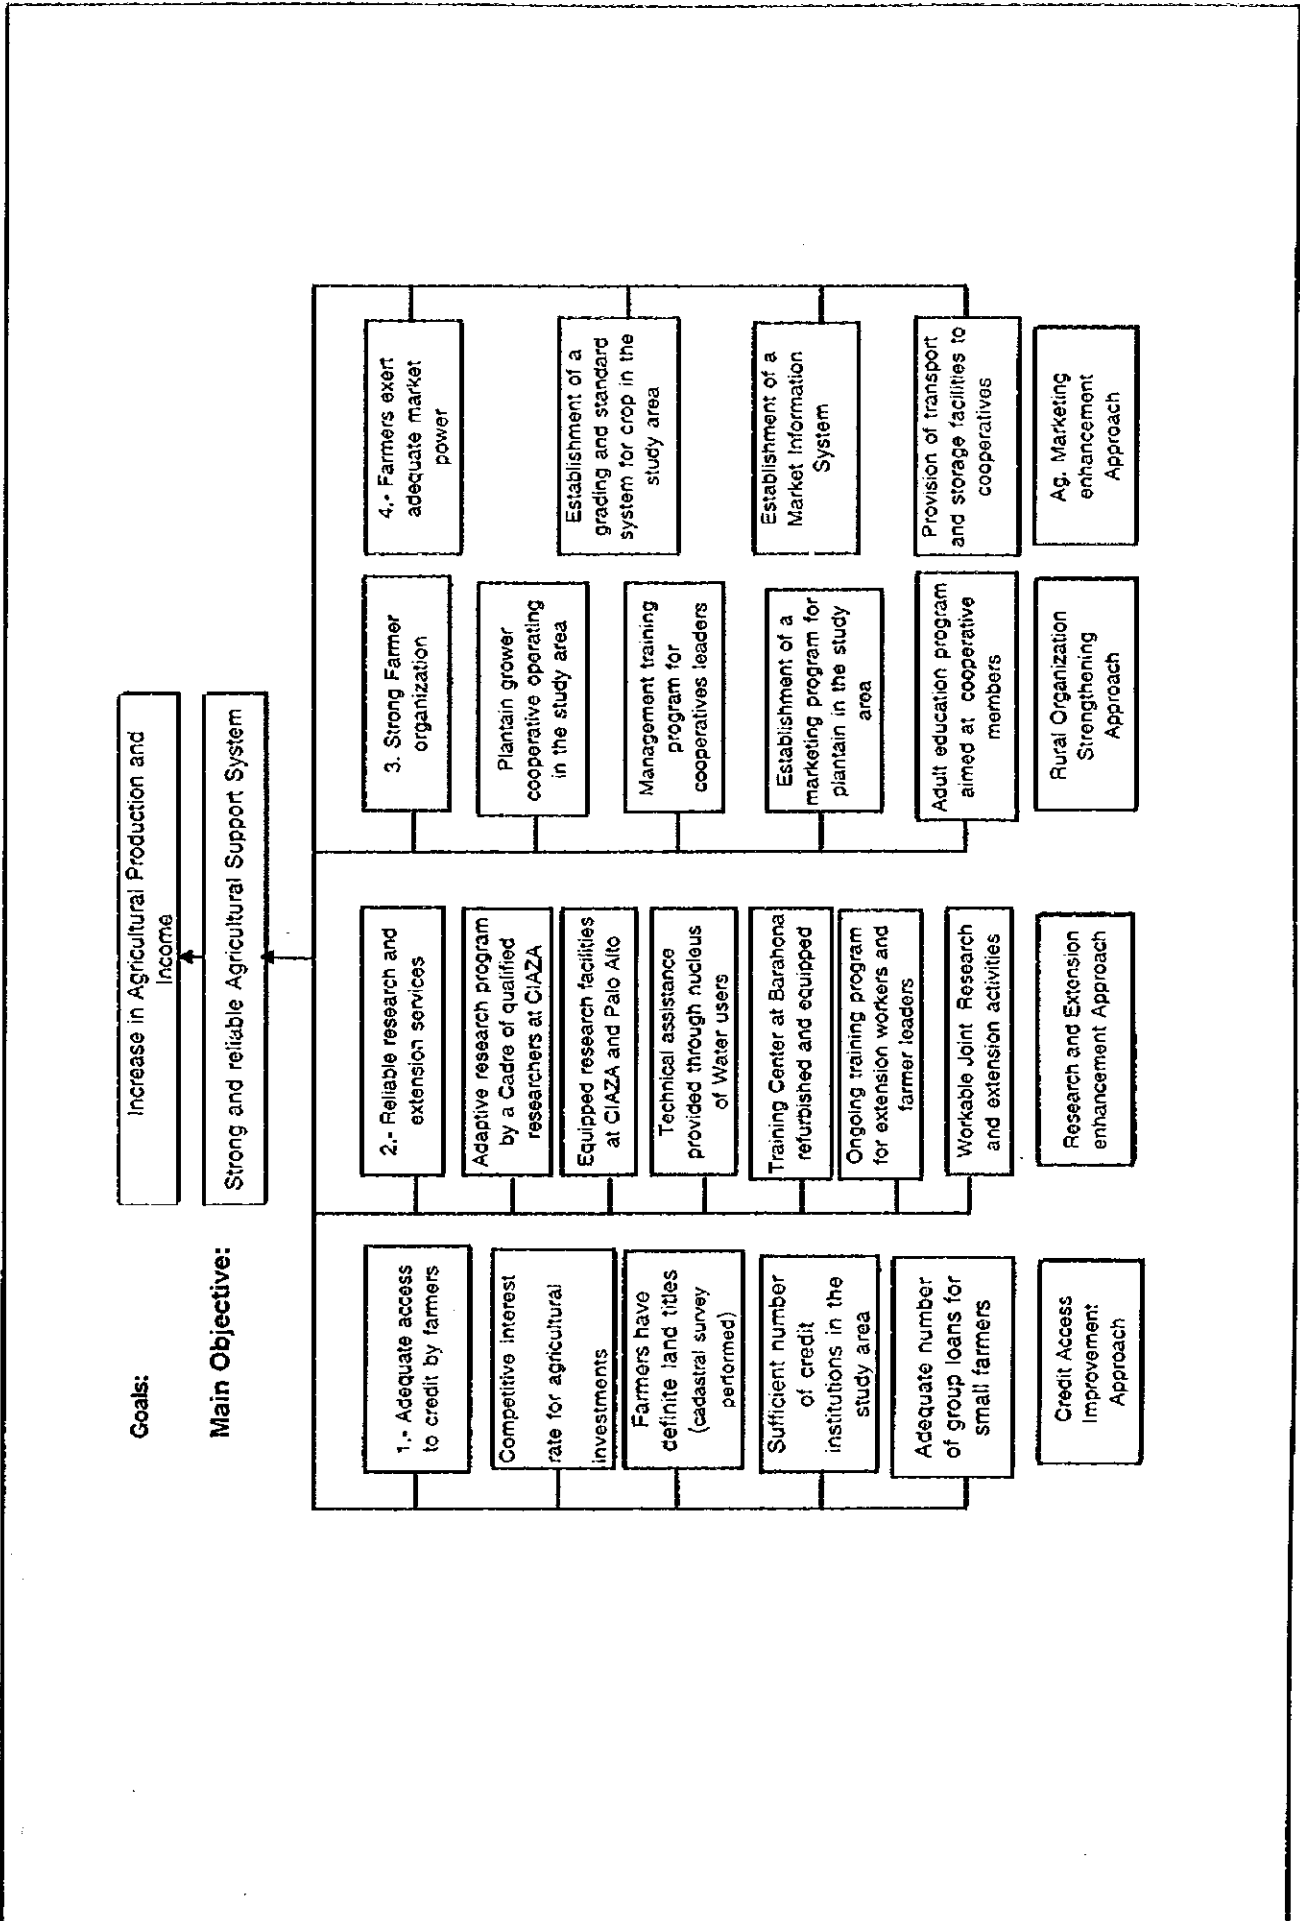 Goals:
Increase in Agricultural Production and
Income
Main Objective:
Strong and reliable Agricultural Support System
1.- Adequate access
to credit by farmers
Competitive interest
rate for agricultural
investments
Farmers have
definite land titles
(cadastral survey
performed)
Sufficient number
of credit
institutions in the
study area
Adequate number
of group loans for
small farmers
Credit Access
Improvement
Approach
2.- Reliable research and
extension services
Adaptive research program
by a Cadre of qualified
researchers at CIAZA
Equipped research facilities
at CIAZA and Palo Alto
Technical assistance
provided through nucleus
of Water users
Training Center at Barahona
refurbished and equipped
Ongoing training program
for extension workers and
farmer leaders
Workable Joint Research
and extension activities
Research and Extension
enhancement Approach
3. Strong Farmer
organization
Plantain grower
cooperative operating
in the study area
Management training
program for
cooperatives leaders
Establishment of a
marketing program for
plantain in the study
area
Adult education program
aimed at cooperative
members
Rural Organization
Strengthening
Approach
4.- Farmers exert
adequate market
power
Establishment of a
grading and standard
system for crop in the
study area
Establishment of a
Market Information
System
Provision of transport
and storage facilities to
cooperatives
Ag. Marketing
enhancement
Approach